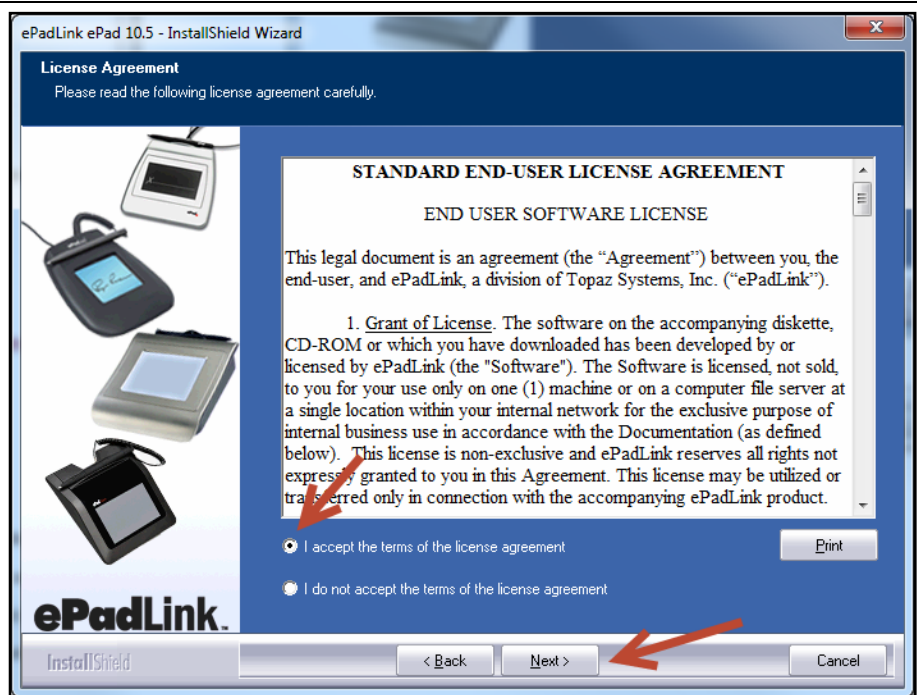 ePadLink ePad 10.5 - InstallShield Wizard
License Agreement
Please read the following license agreement carefully.
STANDARD END-USER LICENSE AGREEMENT
END USER SOFTWARE LICENSE
This legal document is an agreement (the “Agreement”) between you, the
end-user, and ePadLink, a division of Topaz Systems, Inc. (“ePadLink”).
1. Grant of License. The software on the accompanying diskette,
CD-ROM or which you have downloaded has been developed by or
licensed by ePadLink (the "Software"). The Software is licensed, not sold,
to you for your use only on one (1) machine or on a computer file server at
a single location within your internal network for the exclusive purpose of
internal business use in accordance with the Documentation (as defined
below). This license is non-exclusive and ePadLink reserves all rights not
expressly granted to you in this Agreement. This license may be utilized or
transferred only in connection with the accompanying ePadLink product.
I accept the terms of the license agreement
Print
I do not accept the terms of the license agreement
ePadLink
InstallShield
< Back
Next >
Cancel